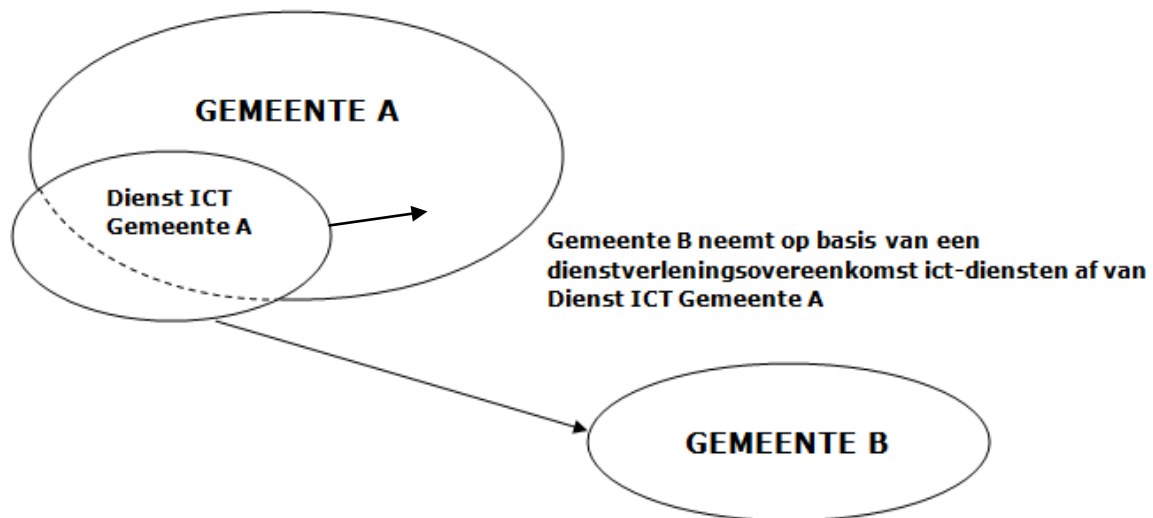 GEMEENTE A
Dienst ICT
Gemeente A
Gemeente B neemt op basis van een
dienstverleningsovereenkomst ict-diensten af van
Dienst ICT Gemeente A
GEMEENTE B